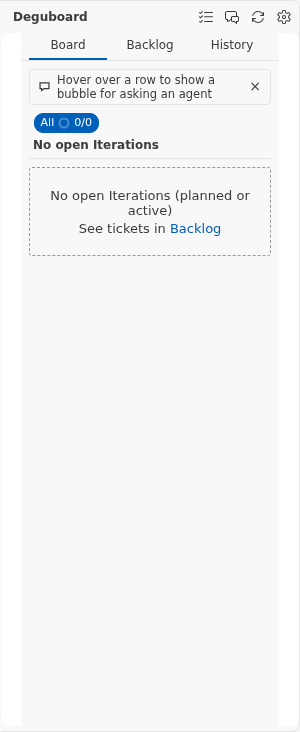 Deguboard
Board Backlog History
Hover over a row to show a
bubble for asking an agent
All 0/0
No open Iterations
No open Iterations (planned or
active)
See tickets in Backlog